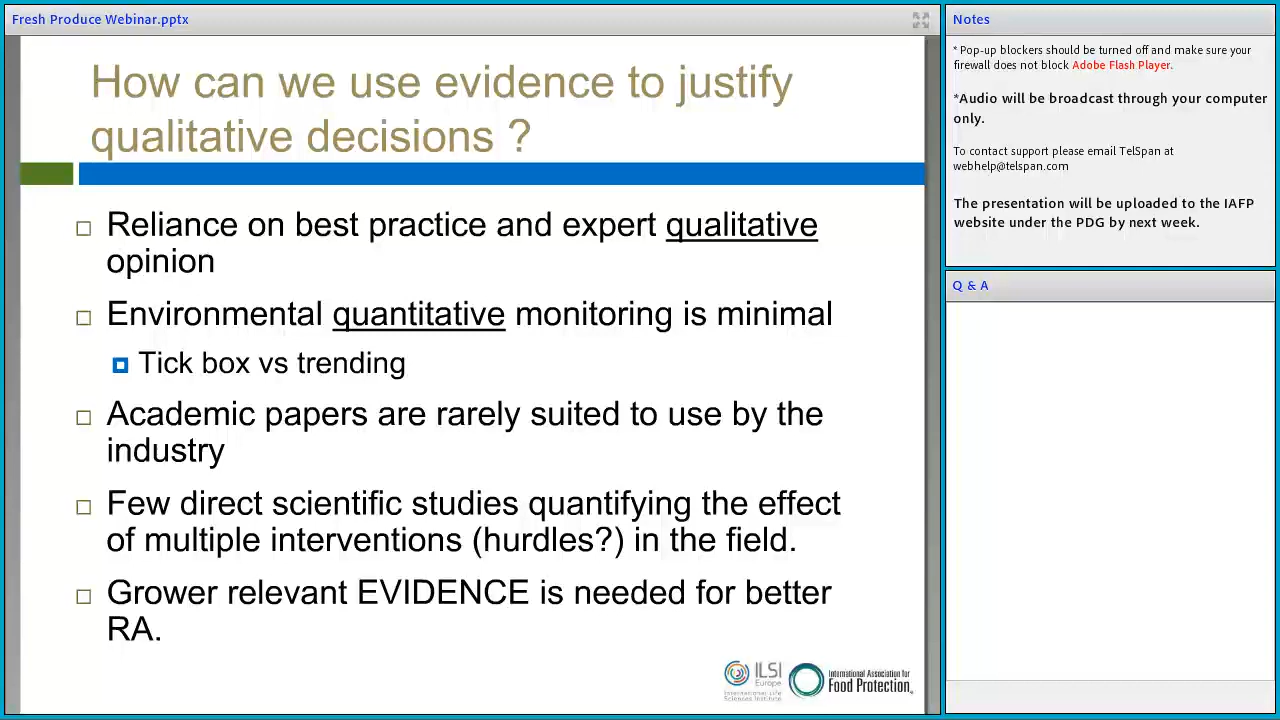 Fresh Produce Webinar.pptx
How can we use evidence to justify
qualitative decisions ?
Reliance on best practice and expert qualitative
opinion
Environmental quantitative monitoring is minimal
Tick box vs trending
Academic papers are rarely suited to use by the
industry
Few direct scientific studies quantifying the effect
of multiple interventions (hurdles?) in the field.
Grower relevant EVIDENCE is needed for better
RA.
ILSI
Europe
International Life
Sciences Institute
International Association for
Food Protection
Notes
* Pop-up blockers should be turned off and make sure your
firewall does not block Adobe Flash Player.
*Audio will be broadcast through your computer
only.
To contact support please email TelSpan at
webhelp@telspan.com
The presentation will be uploaded to the IAFP
website under the PDG by next week.
Q & A